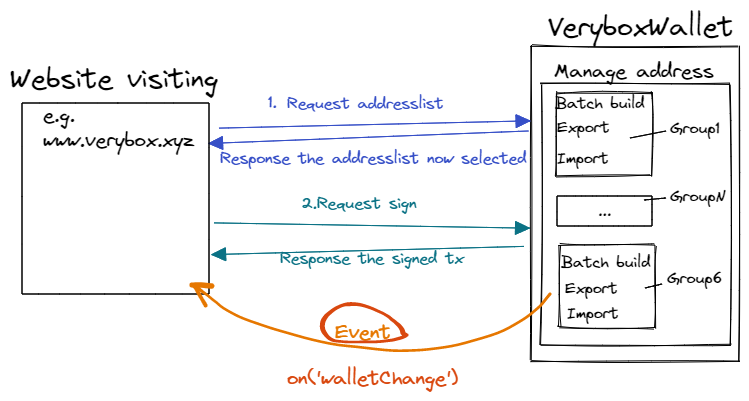 VeryboxWallet
Website visiting
Manage address
e.g.
www.verybox.xyz
1. Request addresslist
Response the addresslist now selected
2.Request sign
Response the signed tx
Event
on('walletChange')
Batch build
Export
Import
Group1
...
GroupN
Batch build
Export
Import
Group6